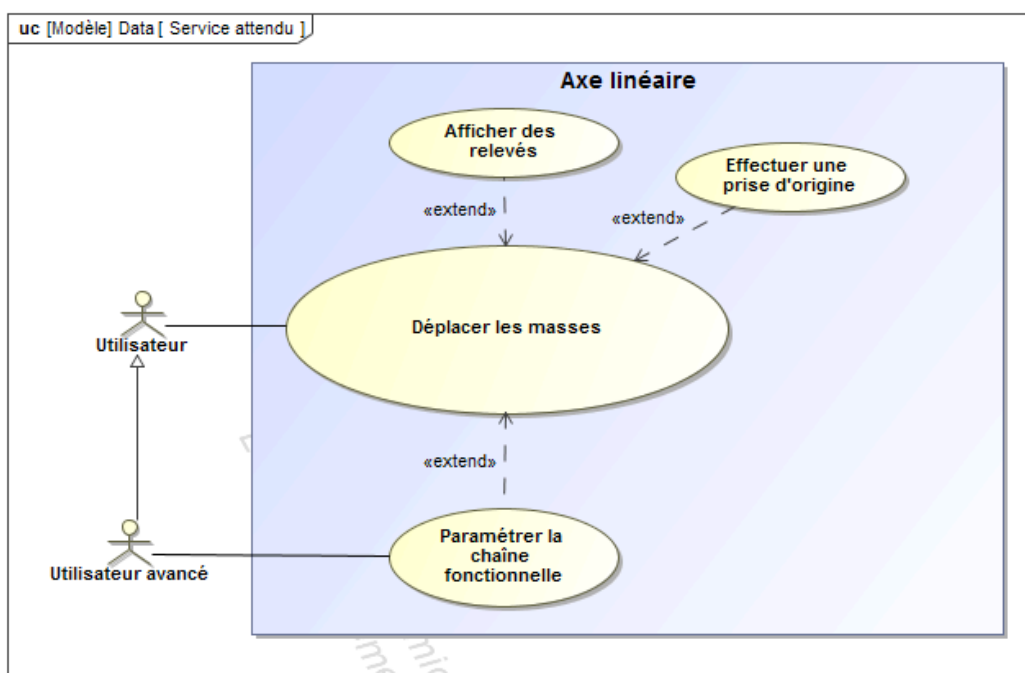 uc [Modèle] Data [ Service attendu ]
Axe linéaire
Afficher des
relevés
Effectuer une
prise d'origine
«extend»
«extend»
Déplacer les masses
Utilisateur
«extend»
Paramétrer la
chaîne
fonctionnelle
Utilisateur avancé